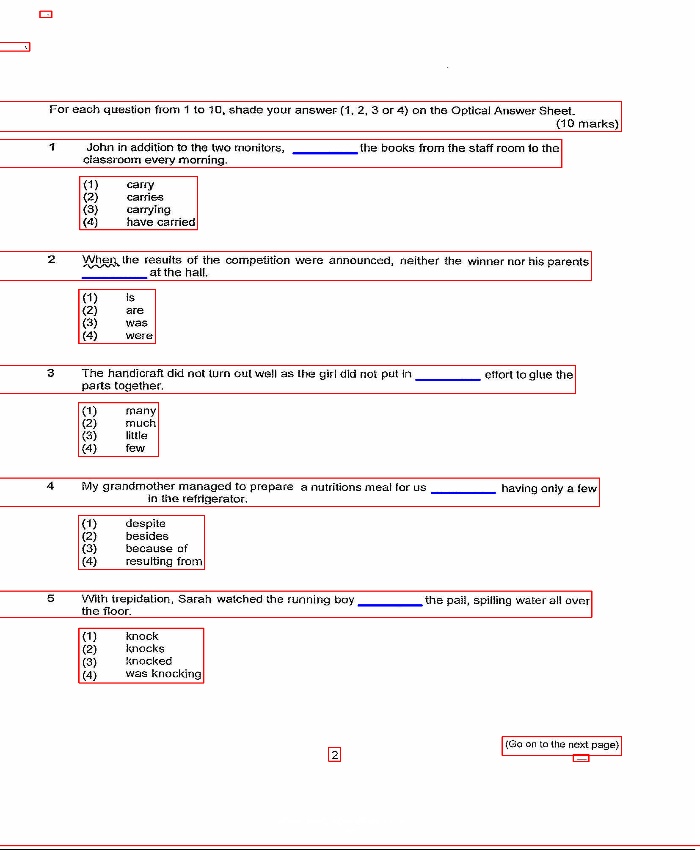 For each question from 1 to 10, shade your answer (1, 2, 3 or 4) on the Optical Answer Sheet.
(10 marks)
1 John in addition to the two monitors, ________ the books from the staff room to the
classroom every morning.
(1) carry
(2) carries
(3) carrying
(4) have carried
2 When the results of the competition were announced, neither the winner nor his parents
________ at the hall.
(1) is
(2) are
(3) was
(4) were
3 The handicraft did not turn out well as the girl did not put in ________ effort to glue the
parts together.
(1) many
(2) much
(3) little
(4) few
4 My grandmother managed to prepare a nutritions meal for us ________ having only a few
in the refrigerator.
(1) despite
(2) besides
(3) because of
(4) resulting from
5 With trepidation, Sarah watched the running boy ________ the pail, spilling water all over
the floor.
(1) knock
(2) knocks
(3) knocked
(4) was knocking
(Go on to the next page)
2